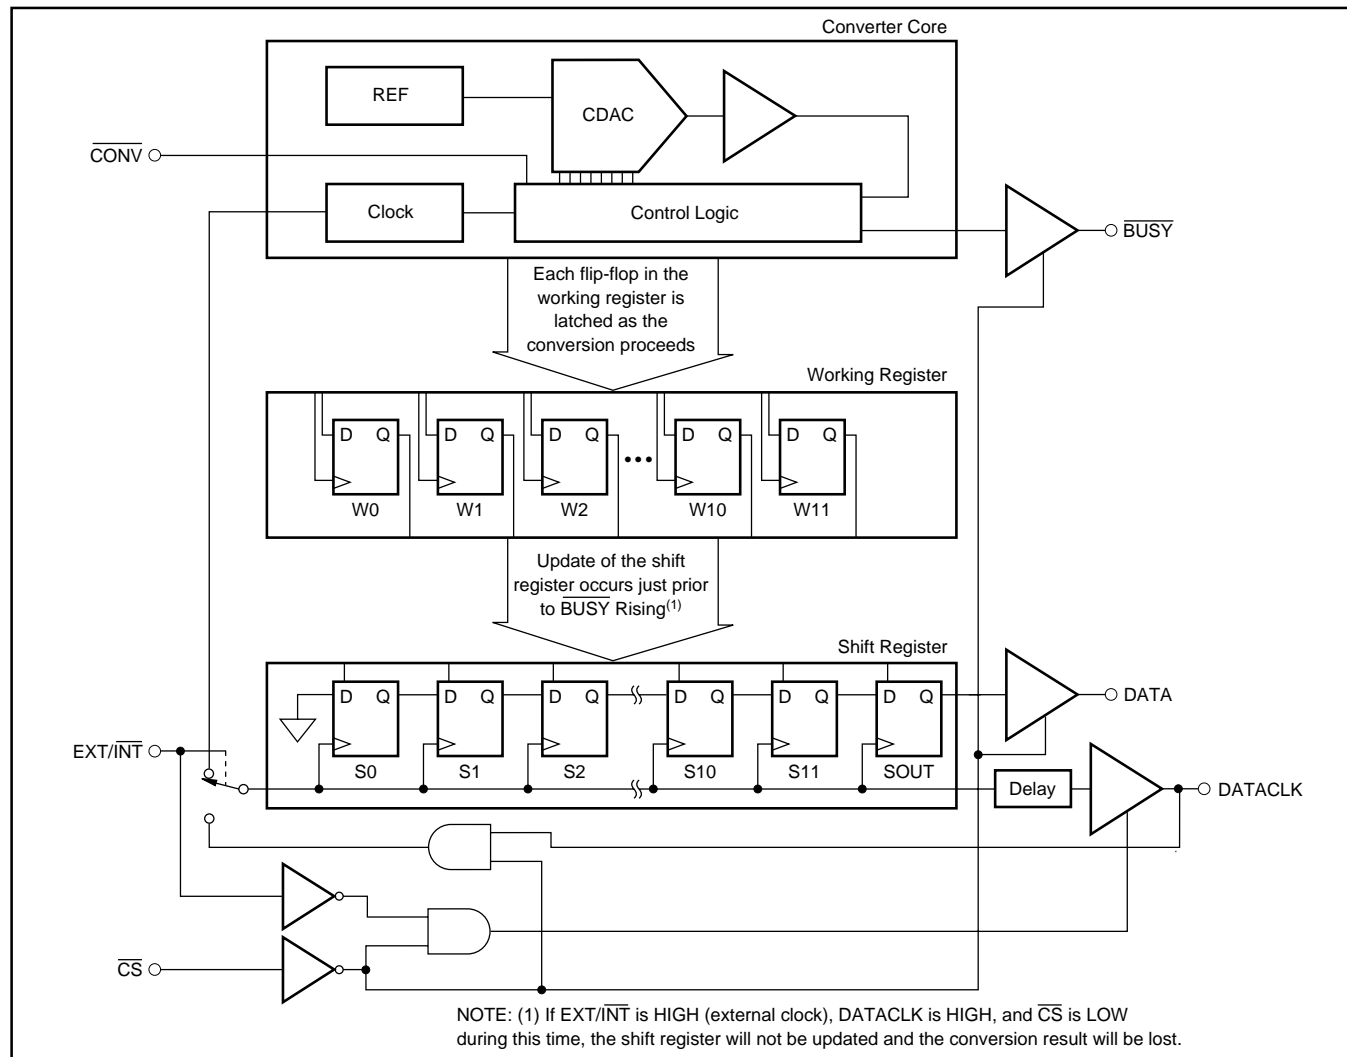 Converter Core
REF
CDAC
CONV
Clock
Control Logic
BUSY
Each flip-flop in the
working register is
latched as the
conversion proceeds
Working Register
D Q
D Q
D Q
D Q
D Q
W0
W1
W2
W10
W11
Update of the shift
register occurs just prior
to BUSY Rising(1)
Shift Register
D Q
D Q
D Q
D Q
D Q
D Q
DATA
EXT/INT
S0
S1
S2
S10
S11
SOUT
Delay
DATACLK
CS
NOTE: (1) If EXT/INT is HIGH (external clock), DATACLK is HIGH, and CS is LOW
during this time, the shift register will not be updated and the conversion result will be lost.